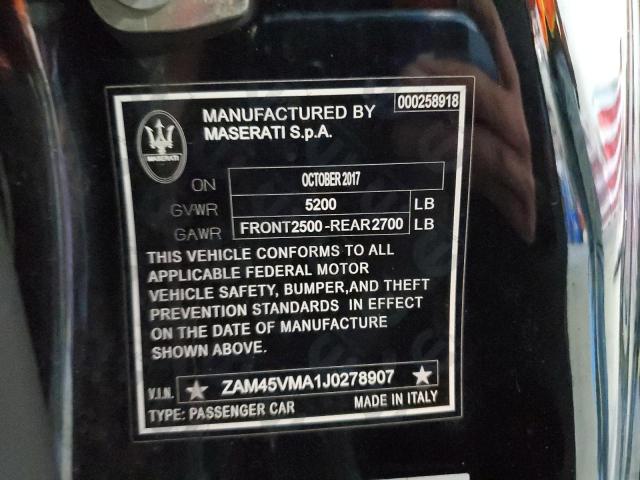 000258918
MANUFACTURED BY
MASERATI S.p.A.
MASERATI
ON OCTOBER 2017
GVWR 5200 LB
GAWR FRONT2500-REAR2700 LB
THIS VEHICLE CONFORMS TO ALL
APPLICABLE FEDERAL MOTOR
VEHICLE SAFETY, BUMPER,AND THEFT
PREVENTION STANDARDS IN EFFECT
ON THE DATE OF MANUFACTURE
SHOWN ABOVE.
V.I.N. ★ ZAM45VMA1J0278907 ★
TYPE: PASSENGER CAR MADE IN ITALY